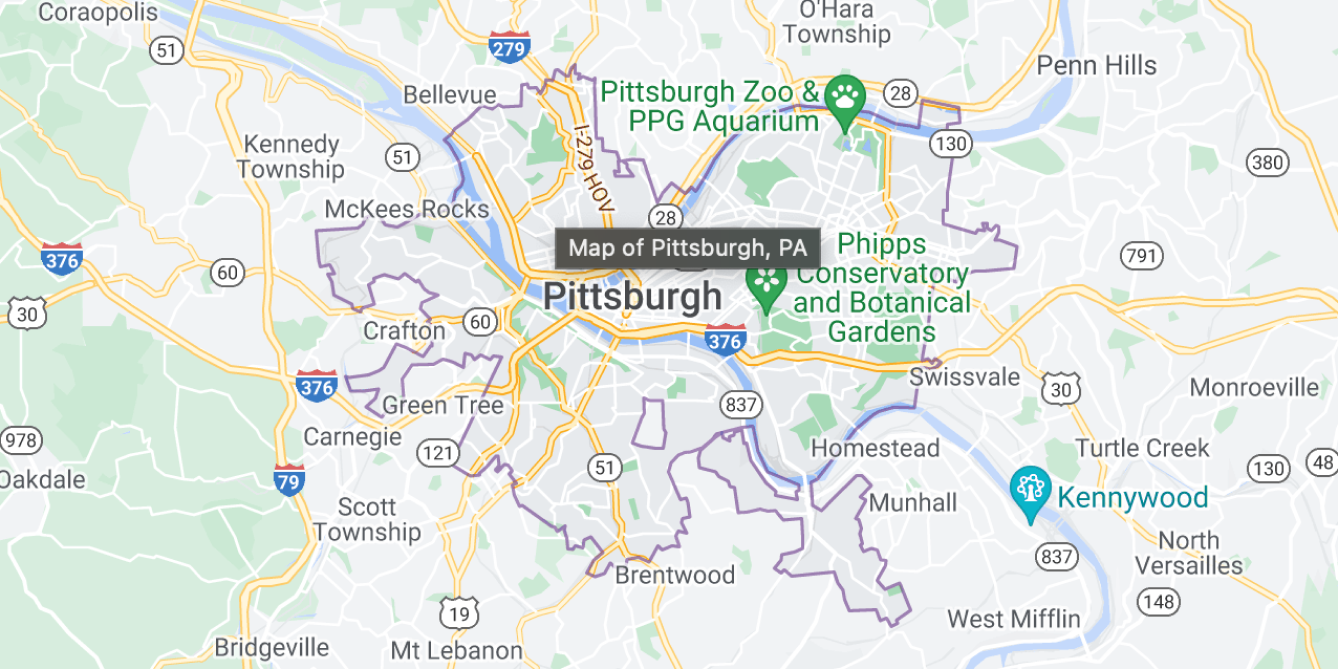 Coraopolis
O'Hara
Township
51
279
Penn Hills
Bellevue
Pittsburgh Zoo &
PPG Aquarium
28
I-279 HOV
130
Kennedy
Township
51
380
McKees Rocks
28
Map of Pittsburgh, PA
Phipps
Conservatory
and Botanical
Gardens
376
60
791
30
Pittsburgh
Crafton
60
376
376
Swissvale
30
Monroeville
Green Tree
837
Carnegie
978
121
Homestead
Turtle Creek
51
130
48
Oakdale
79
Munhall
Kennywood
Scott
Township
North
Versailles
837
Brentwood
148
19
West Mifflin
Bridgeville
Mt Lebanon